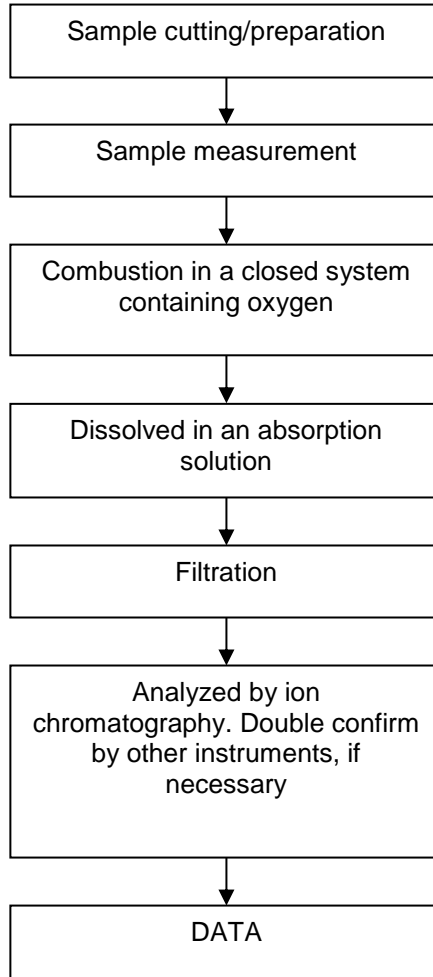 Sample cutting/preparation
Sample measurement
Combustion in a closed system
containing oxygen
Dissolved in an absorption
solution
Filtration
Analyzed by ion
chromatography. Double confirm
by other instruments, if
necessary
DATA